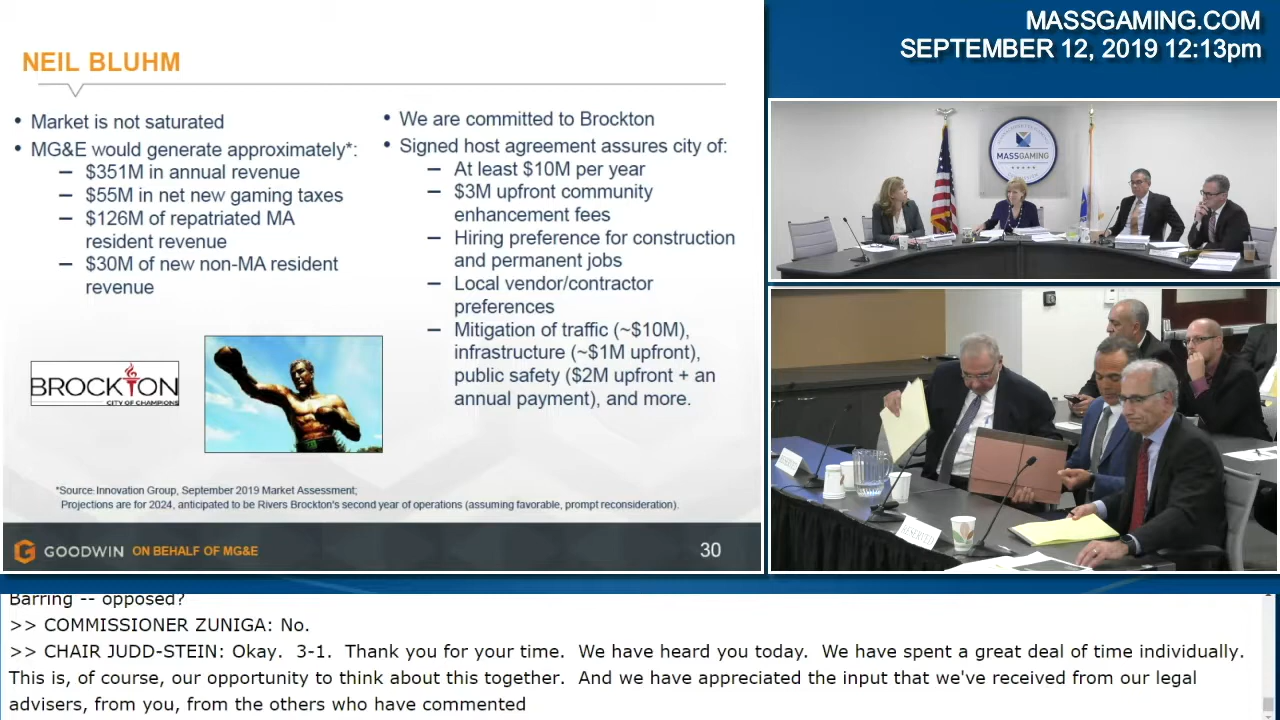 NEIL BLUHM
• Market is not saturated
• MG&E would generate approximately*:
– $351M in annual revenue
– $55M in net new gaming taxes
– $126M of repatriated MA
resident revenue
– $30M of new non-MA resident
revenue
BROCKTON
CITY OF CHAMPIONS
• We are committed to Brockton
• Signed host agreement assures city of:
– At least $10M per year
– $3M upfront community
enhancement fees
– Hiring preference for construction
and permanent jobs
– Local vendor/contractor
preferences
– Mitigation of traffic (~$10M),
infrastructure (~$1M upfront),
public safety ($2M upfront + an
annual payment), and more.
*Source: Innovation Group, September 2019 Market Assessment;
Projections are for 2024, anticipated to be Rivers Brockton's second year of operations (assuming favorable, prompt reconsideration).
GOODWIN ON BEHALF OF MG&E
30
MASSGAMING.COM
SEPTEMBER 12, 2019 12:13pm
MASSGAMING
RESERVED
Barring -- opposed?
>> COMMISSIONER ZUNIGA: No.
>> CHAIR JUDD-STEIN: Okay.  3-1.  Thank you for your time.  We have heard you today.  We have spent a great deal of time individually.
This is, of course, our opportunity to think about this together.  And we have appreciated the input that we've received from our legal
advisers, from you, from the others who have commented